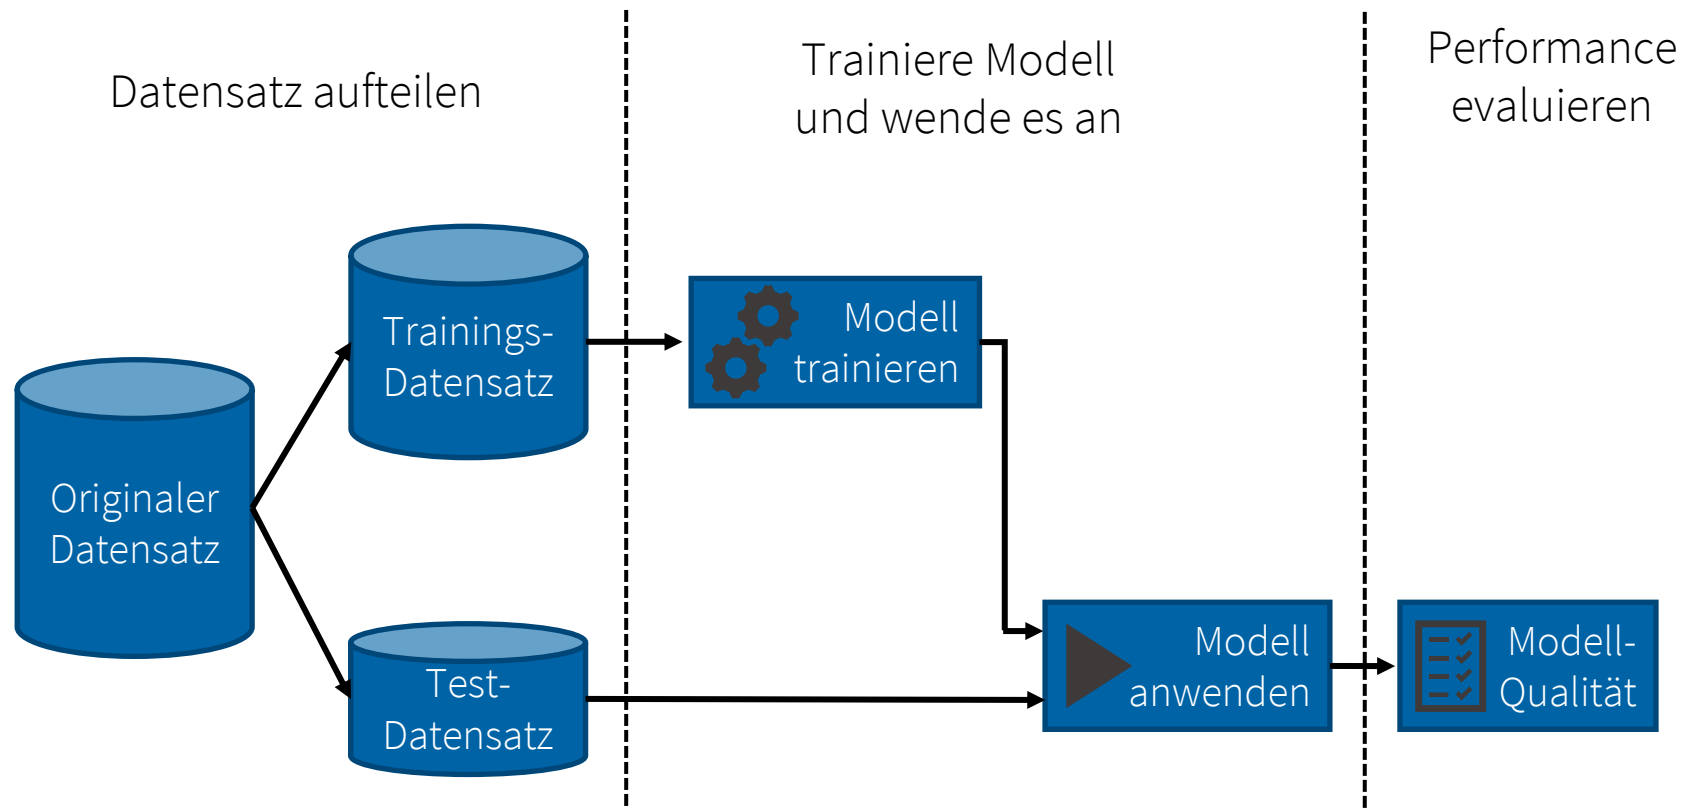 Datensatz aufteilen
Trainiere Modell
und wende es an
Performance
evaluieren
Originaler
Datensatz
Trainings-
Datensatz
Test-
Datensatz
Modell
trainieren
Modell
anwenden
Modell-
Qualität